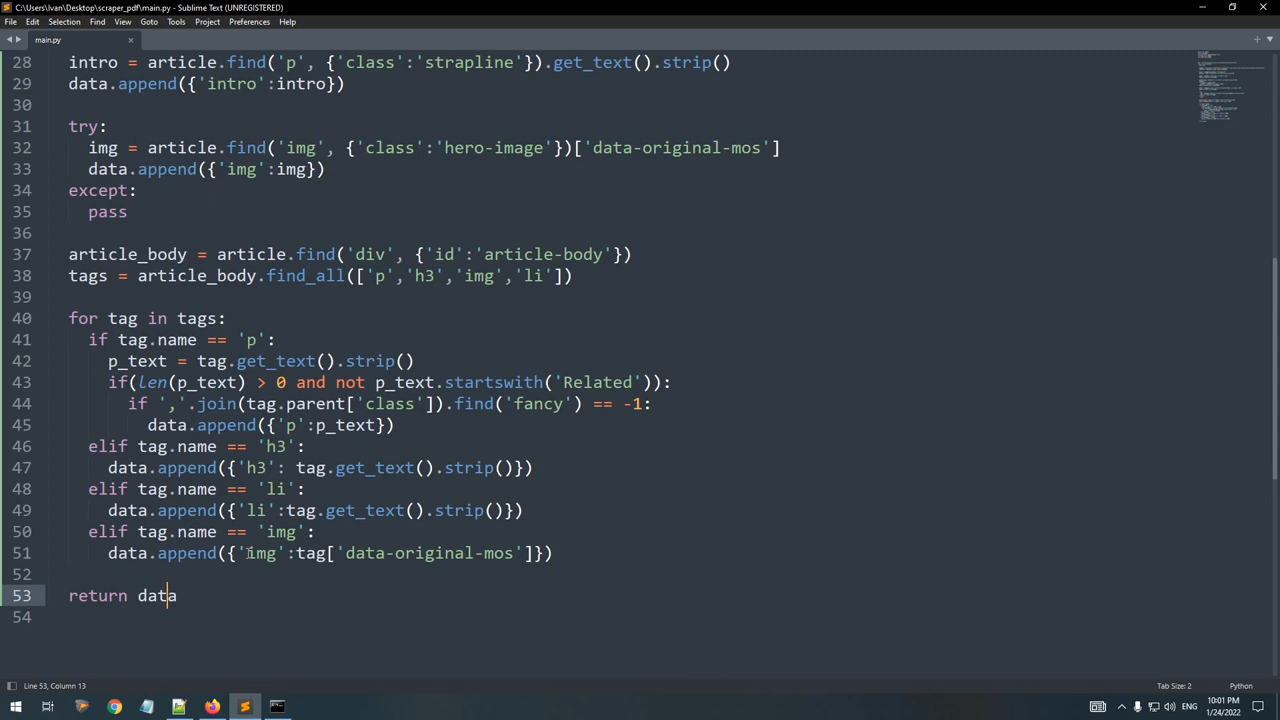 C:\Users\Ivan\Desktop\scraper_pdf\main.py - Sublime Text (UNREGISTERED)
File Edit Selection Find View Goto Tools Project Preferences Help
main.py
28 intro = article.find('p', {'class':'strapline'}).get_text().strip()
29 data.append({'intro':intro})
30
31 try:
32 img = article.find('img', {'class':'hero-image'})['data-original-mos']
33 data.append({'img':img})
34 except:
35 pass
36
37 article_body = article.find('div', {'id':'article-body'})
38 tags = article_body.find_all(['p','h3','img','li'])
39
40 for tag in tags:
41 if tag.name == 'p':
42 p_text = tag.get_text().strip()
43 if(len(p_text) > 0 and not p_text.startswith('Related')):
44 if ','.join(tag.parent['class']).find('fancy') == -1:
45 data.append({'p':p_text})
46 elif tag.name == 'h3':
47 data.append({'h3': tag.get_text().strip()})
48 elif tag.name == 'li':
49 data.append({'li':tag.get_text().strip()})
50 elif tag.name == 'img':
51 data.append({'img':tag['data-original-mos']})
52
53 return data
54
Line 53, Column 13
Tab Size: 2
Python
ENG
10:01 PM
1/24/2022